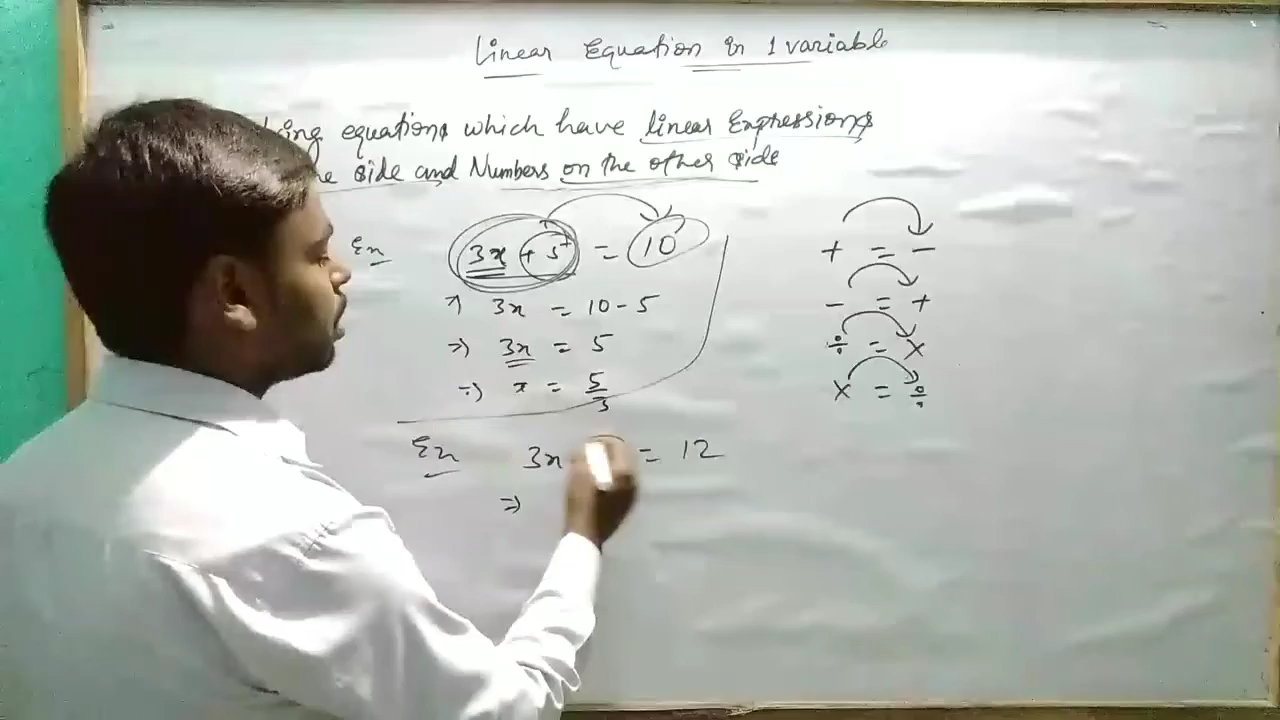 Linear Equation in 1 variable
equations which have linear Expressions
side and Numbers on the other side
Ex 3x + 5 = 10
⇒ 3x = 10 - 5
⇒ 3x = 5
⇒ x = 5/3
Ex 3x = 12
⇒
+ = -
- = +
÷ = ×
× = ÷